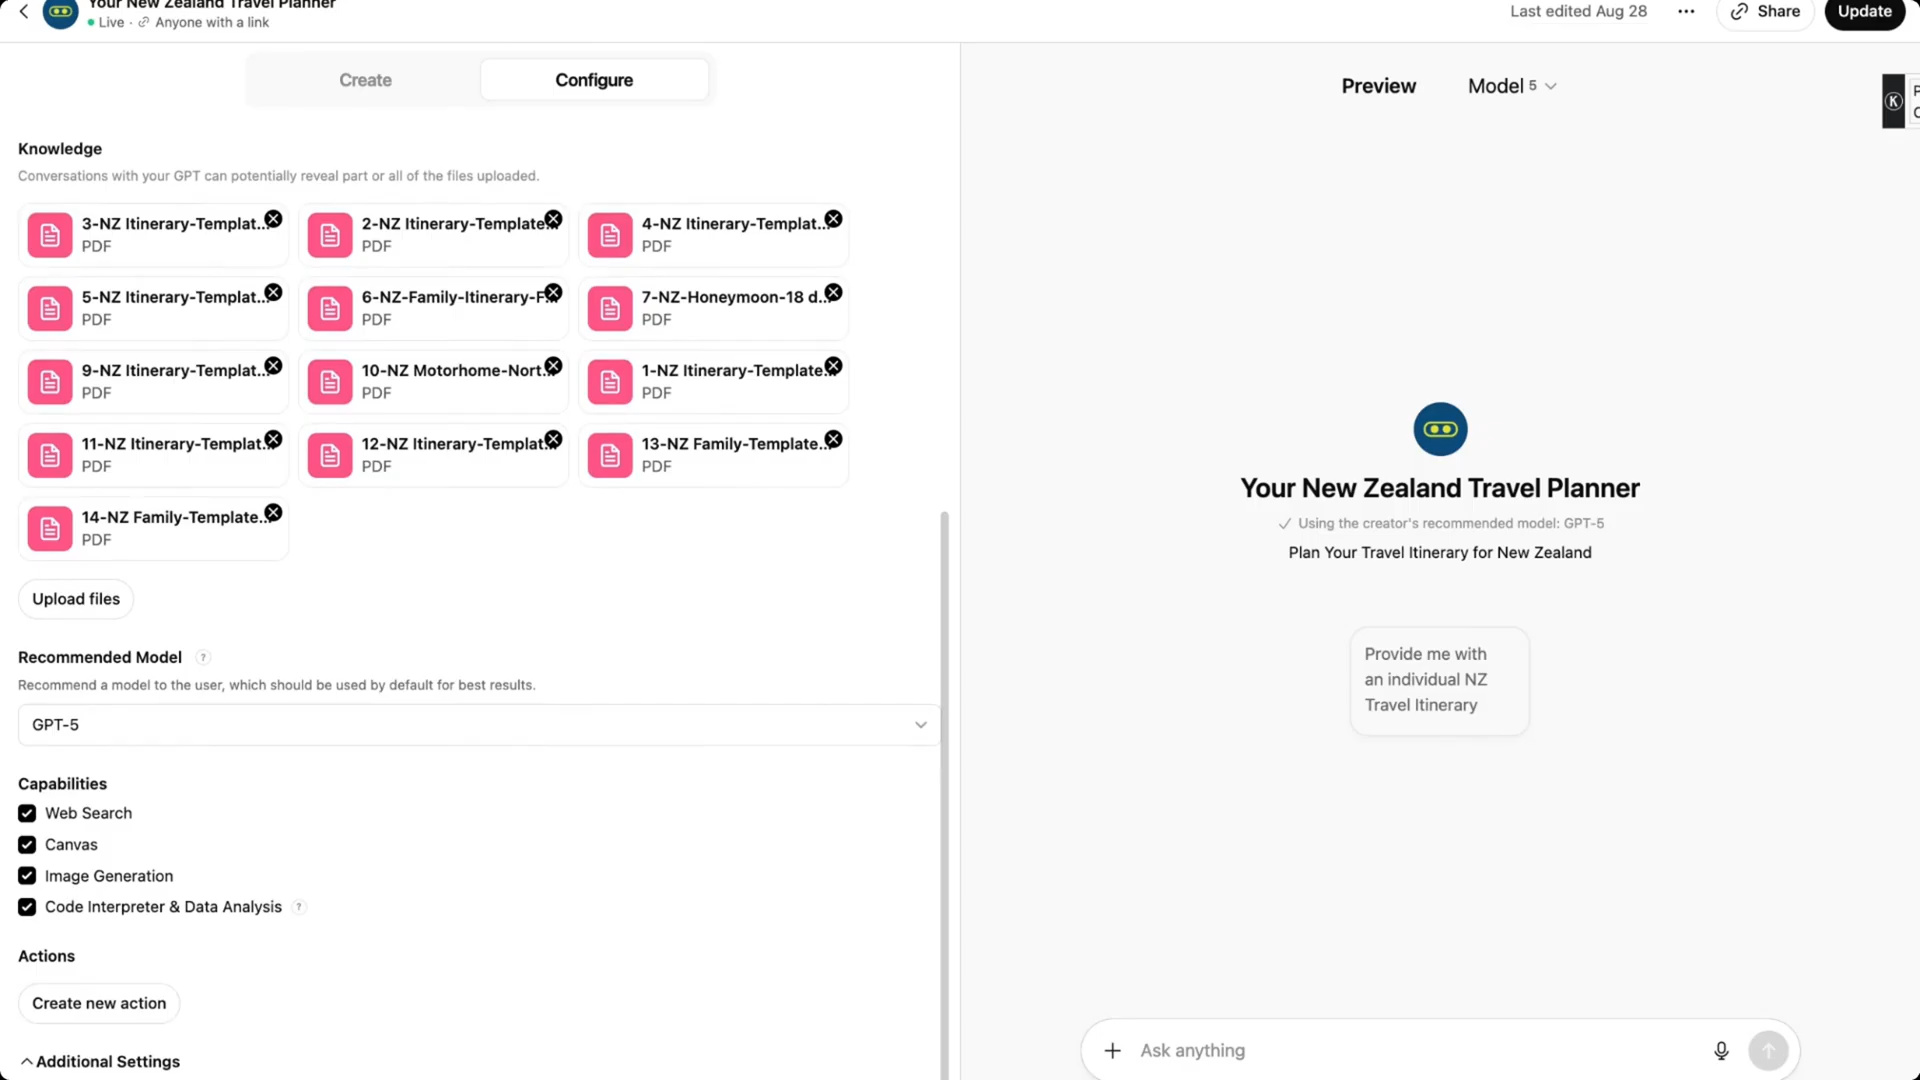 Your New Zealand Travel Planner
Live · Anyone with a link
Last edited Aug 28
Share
Update
Create
Configure
Knowledge
Conversations with your GPT can potentially reveal part or all of the files uploaded.
3-NZ Itinerary-Templat...
PDF
2-NZ Itinerary-Template...
PDF
4-NZ Itinerary-Templat...
PDF
5-NZ Itinerary-Templat...
PDF
6-NZ-Family-Itinerary-F...
PDF
7-NZ-Honeymoon-18 d...
PDF
9-NZ Itinerary-Templat...
PDF
10-NZ Motorhome-Nort...
PDF
1-NZ Itinerary-Template...
PDF
11-NZ Itinerary-Templat...
PDF
12-NZ Itinerary-Templat...
PDF
13-NZ Family-Template...
PDF
14-NZ Family-Template...
PDF
Upload files
Recommended Model ?
Recommend a model to the user, which should be used by default for best results.
GPT-5
Capabilities
Web Search
Canvas
Image Generation
Code Interpreter & Data Analysis ?
Actions
Create new action
Additional Settings
Preview
Model 5
K
Your New Zealand Travel Planner
Using the creator's recommended model: GPT-5
Plan Your Travel Itinerary for New Zealand
Provide me with
an individual NZ
Travel Itinerary
Ask anything